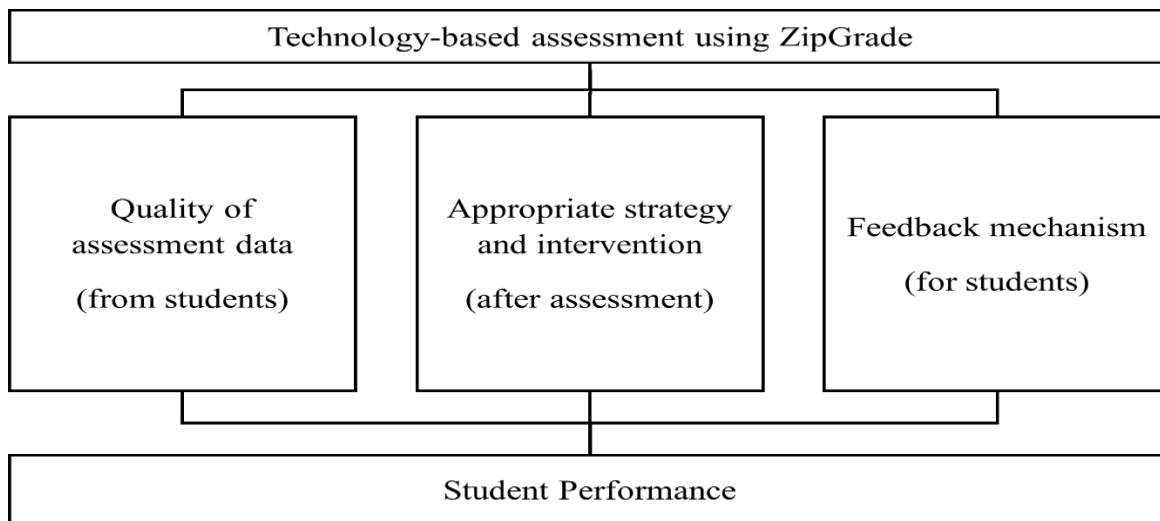 Technology-based assessment using ZipGrade
Quality of
assessment data
(from students)
Appropriate strategy
and intervention
(after assessment)
Feedback mechanism
(for students)
Student Performance